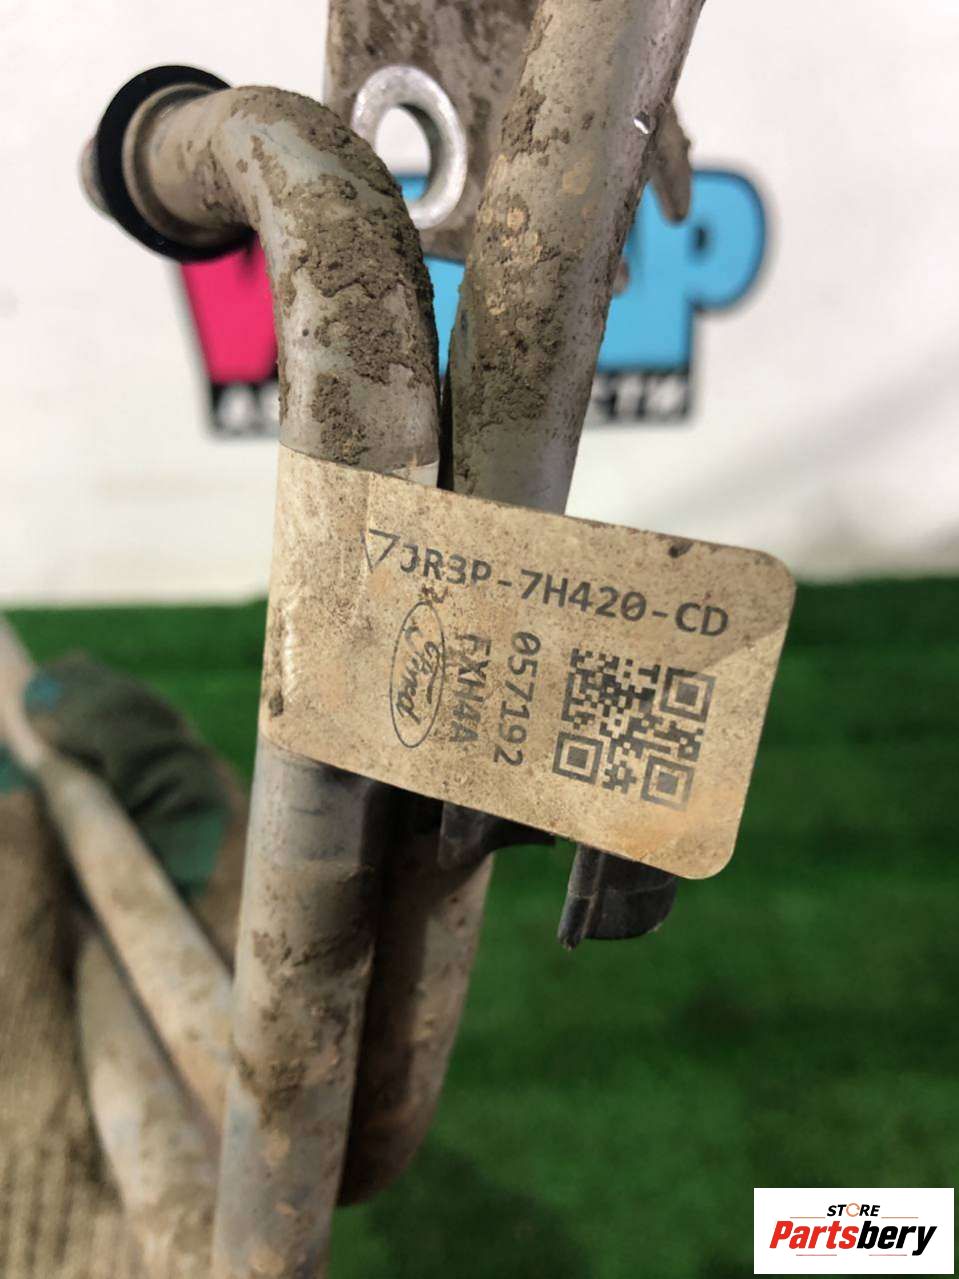 JR3P-7H420-CD
Ford
057192
FXH4A
STORE
Partsbery